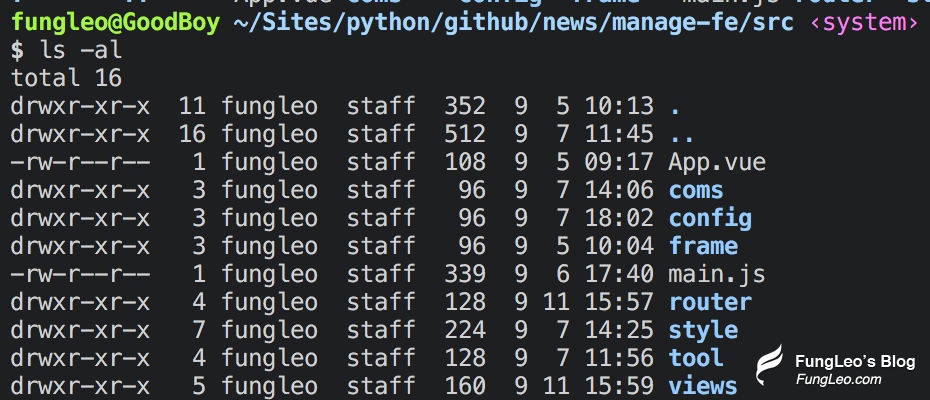 fungleo@GoodBoy ~/Sites/python/github/news/manage-fe/src ‹system›
$ ls -al
total 16
drwxr-xr-x  11 fungleo  staff  352  9  5 10:13 .
drwxr-xr-x  16 fungleo  staff  512  9  7 11:45 ..
-rw-r--r--   1 fungleo  staff  108  9  5 09:17 App.vue
drwxr-xr-x   3 fungleo  staff   96  9  7 14:06 coms
drwxr-xr-x   3 fungleo  staff   96  9  7 18:02 config
drwxr-xr-x   3 fungleo  staff   96  9  5 10:04 frame
-rw-r--r--   1 fungleo  staff  339  9  6 17:40 main.js
drwxr-xr-x   4 fungleo  staff  128  9 11 15:57 router
drwxr-xr-x   7 fungleo  staff  224  9  7 14:25 style
drwxr-xr-x   4 fungleo  staff  128  9  7 11:56 tool
drwxr-xr-x   5 fungleo  staff  160  9 11 15:59 views
FungLeo's Blog
FungLeo.com